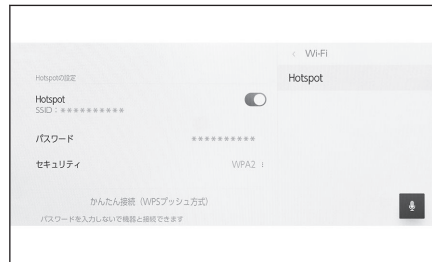 Wi-Fi
Hotspotの設定
Hotspot
Hotspot
SSID:**********
パスワード
**********
セキュリティ
WPA2
かんたん接続(WPSプッシュ方式)
パスワードを入力しないで機器と接続できます